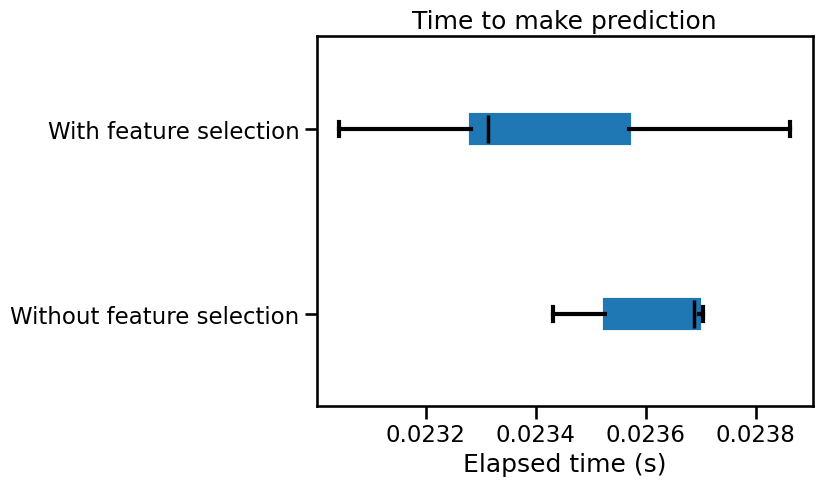 Time to make prediction
With feature selection
Without feature selection
0.0232 0.0234 0.0236 0.0238
Elapsed time (s)